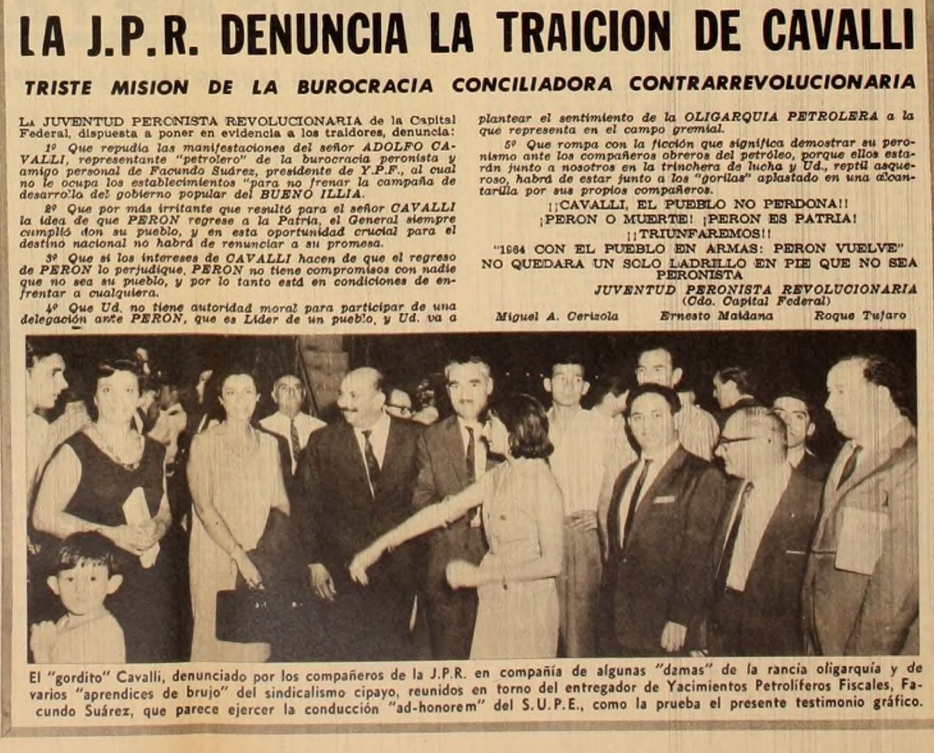 LA J.P.R. DENUNCIA LA TRAICION DE CAVALLI
TRISTE MISION DE LA BUROCRACIA CONCILIADORA CONTRARREVOLUCIONARIA
LA JUVENTUD PERONISTA REVOLUCIONARIA de la Capital
Federal, dispuesta a poner en evidencia a los traidores, denuncia:
1º Que repudia las manifestaciones del señor ADOLFO CA-
VALLI, representante "petrolero" de la burocracia peronista y
amigo personal de Facundo Suárez, presidente de Y.P.F., al cual
no le ocupa los establecimientos "para no frenar la campaña de
desarrollo del gobierno popular del BUENO ILLIA.
2º Que por más irritante que resultó para el señor CAVALLI
la idea de que PERON regrese a la Patria, el General siempre
cumplió con su pueblo, y en esta oportunidad crucial para el
destino nacional no habrá de renunciar a su promesa.
3º Que si los intereses de CAVALLI hacen de que el regreso
de PERON lo perjudique, PERON no tiene compromisos con nadie
que no sea su pueblo, y por lo tanto está en condiciones de en-
frentar a cualquiera.
4º Que Ud. no tiene autoridad moral para participar de una
delegación ante PERON, que es Líder de un pueblo, y Ud. va a
plantear el sentimiento de la OLIGARQUIA PETROLERA a la
que representa en el campo gremial.
5º Que rompa con la ficción que significa demostrar su pero-
nismo ante los compañeros obreros del petróleo, porque ellos esta-
rán junto a nosotros en la trinchera de lucha y Ud., reptil asque-
roso, habrá de estar junto a los "gorilas" aplastado en una alcan-
tarilla por sus propios compañeros.
¡¡CAVALLI, EL PUEBLO NO PERDONA!!
¡PERON O MUERTE! ¡PERON ES PATRIA!
¡¡TRIUNFAREMOS!!
"1964 CON EL PUEBLO EN ARMAS: PERON VUELVE"
NO QUEDARA UN SOLO LADRILLO EN PIE QUE NO SEA
PERONISTA
JUVENTUD PERONISTA REVOLUCIONARIA
(Cdo. Capital Federal)
Miguel A. Cerizola Ernesto Maidana Roque Tufaro
El "gordito" Cavalli, denunciado por los compañeros de la J.P.R. en compañía de algunas "damas" de la rancia oligarquía y de
varios "aprendices de brujo" del sindicalismo cipayo, reunidos en torno del entregador de Yacimientos Petrolíferos Fiscales, Fa-
cundo Suárez, que parece ejercer la conducción "ad-honorem" del S.U.P.E., como la prueba el presente testimonio gráfico.